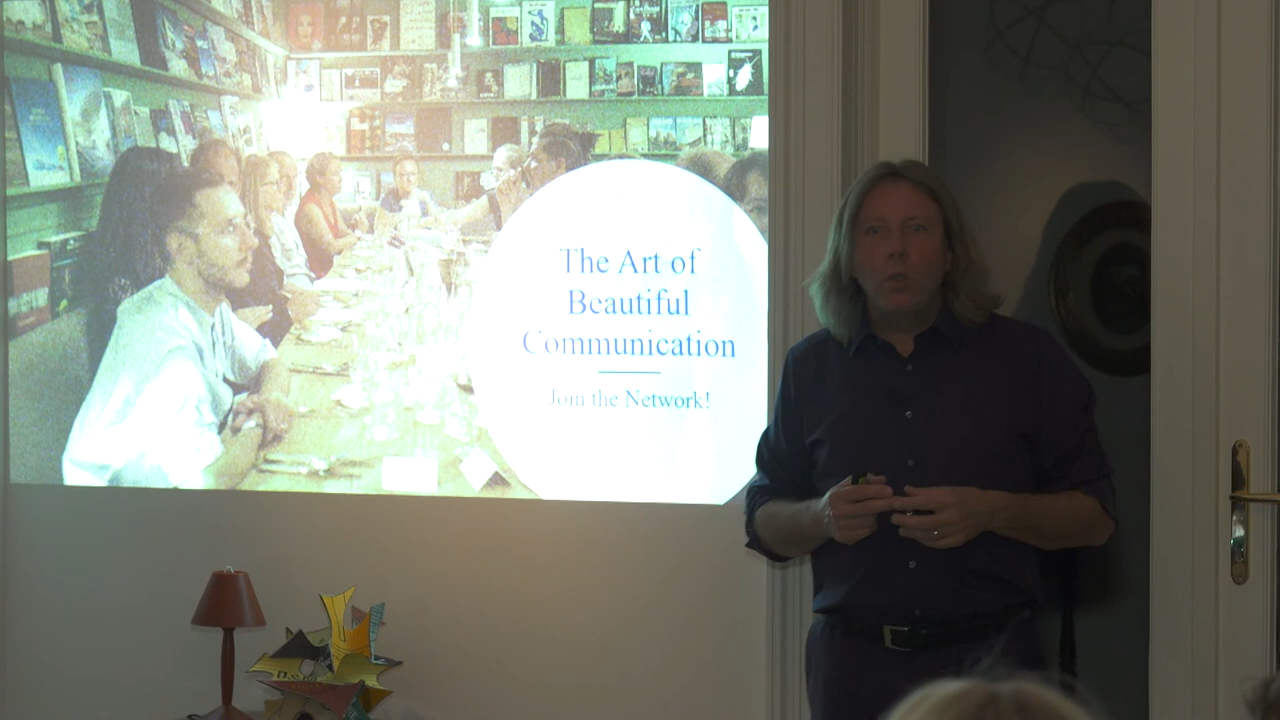 The Art of
Beautiful
Communication
Join the Network!